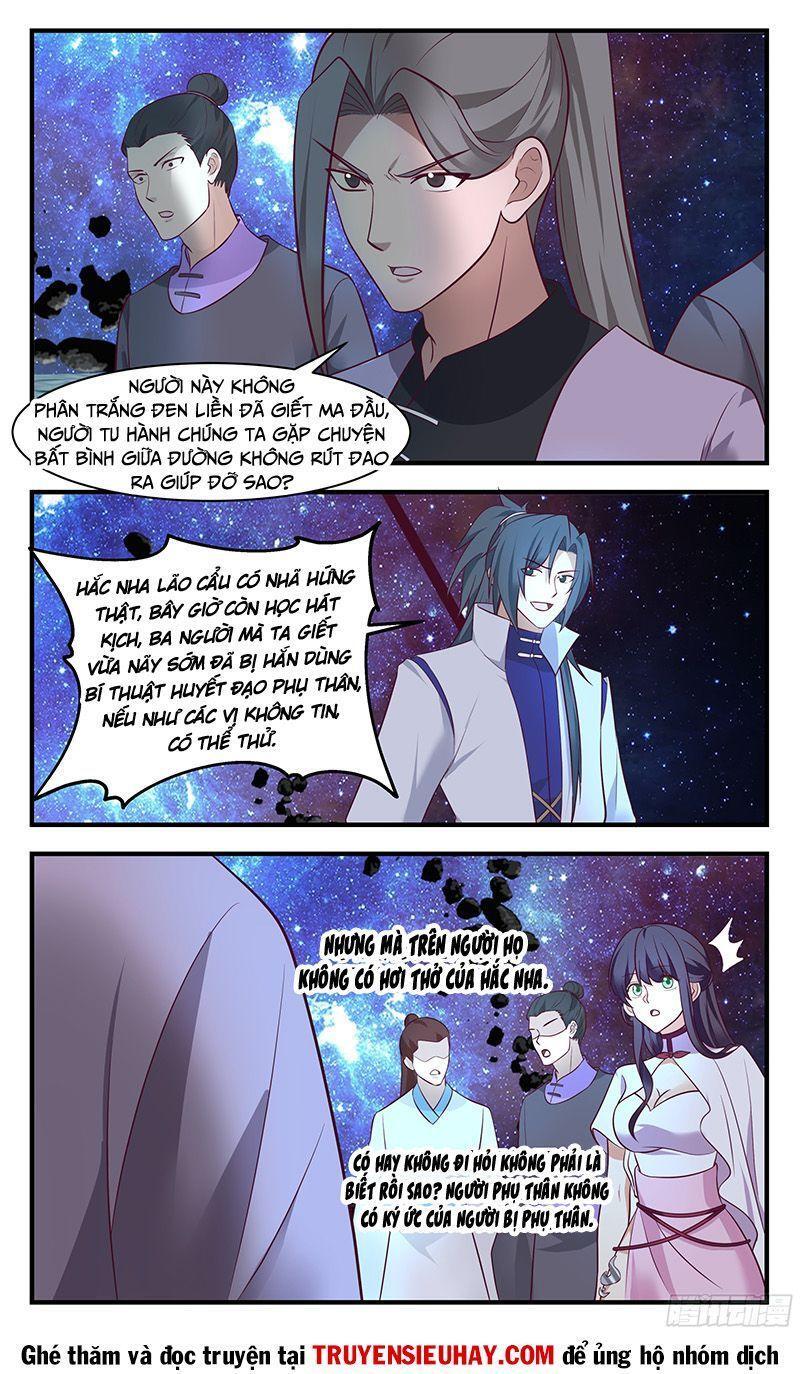 NGƯỜI NÀY KHÔNG
PHÂN TRẮNG ĐEN LIỀN ĐÃ GIẾT MA ĐẦU,
NGƯỜI TU HÀNH CHÚNG TA GẶP CHUYỆN
BẤT BÌNH GIỮA ĐƯỜNG KHÔNG RÚT ĐAO
RA GIÚP ĐỠ SAO?
HẮC NHA LÃO CẨU CÓ NHÃ HỨNG
THẬT, BÂY GIỜ CÒN HỌC HÁT
KỊCH, BA NGƯỜI MÀ TA GIẾT
VỪA NÃY SỚM ĐÃ BỊ HẮN DÙNG
BÍ THUẬT HUYẾT ĐẠO PHỤ THÂN,
NẾU NHƯ CÁC VỊ KHÔNG TIN,
CÓ THỂ THỬ.
NHƯNG MÀ TRÊN NGƯỜI HỌ
KHÔNG CÓ HƠI THỞ CỦA HẮC NHA.
CÓ HAY KHÔNG ĐI HỎI KHÔNG PHẢI LÀ
BIẾT RỒI SAO? NGƯỜI PHỤ THÂN KHÔNG
CÓ KÝ ỨC CỦA NGƯỜI BỊ PHỤ THÂN.
腾讯动漫
Ghé thăm và đọc truyện tại TRUYENSIEUHAY.COM để ủng hộ nhóm dịch